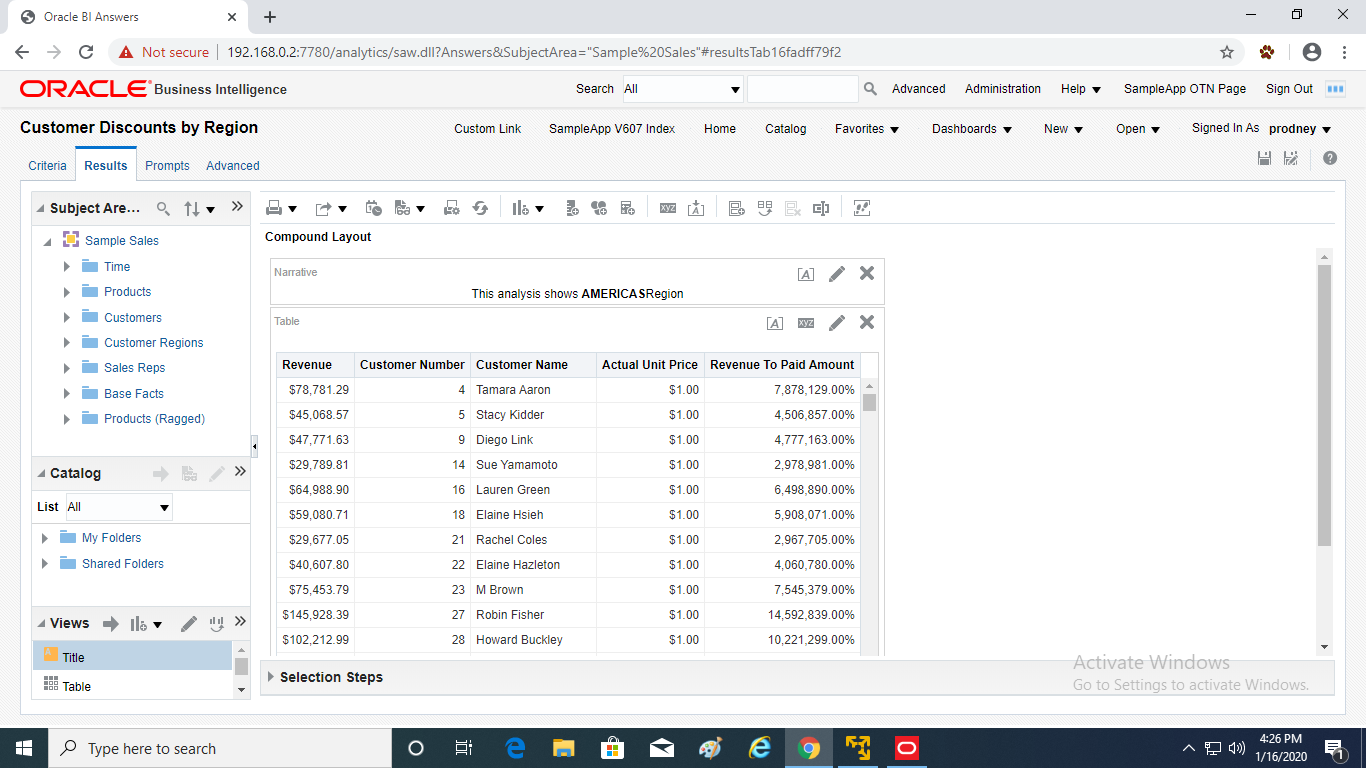 Oracle BI Answers
Not secure 192.168.0.2:7780/analytics/saw.dll?Answers&SubjectArea="Sample%20Sales"#resultsTab16fadff79f2
ORACLE Business Intelligence Search All Advanced Administration Help SampleApp OTN Page Sign Out
Customer Discounts by Region Custom Link SampleApp V607 Index Home Catalog Favorites Dashboards New Open Signed In As prodney
Criteria Results Prompts Advanced
Subject Are...
Sample Sales
Time
Products
Customers
Customer Regions
Sales Reps
Base Facts
Products (Ragged)
Catalog
List All
My Folders
Shared Folders
Views
Title
Table
Compound Layout
Narrative
This analysis shows AMERICASRegion
Table
Revenue Customer Number Customer Name Actual Unit Price Revenue To Paid Amount
$78,781.29 4 Tamara Aaron $1.00 7,878,129.00%
$45,068.57 5 Stacy Kidder $1.00 4,506,857.00%
$47,771.63 9 Diego Link $1.00 4,777,163.00%
$29,789.81 14 Sue Yamamoto $1.00 2,978,981.00%
$64,988.90 16 Lauren Green $1.00 6,498,890.00%
$59,080.71 18 Elaine Hsieh $1.00 5,908,071.00%
$29,677.05 21 Rachel Coles $1.00 2,967,705.00%
$40,607.80 22 Elaine Hazleton $1.00 4,060,780.00%
$75,453.79 23 M Brown $1.00 7,545,379.00%
$145,928.39 27 Robin Fisher $1.00 14,592,839.00%
$102,212.99 28 Howard Buckley $1.00 10,221,299.00%
Selection Steps
Activate Windows
Go to Settings to activate Windows.
Type here to search
4:26 PM
1/16/2020
1